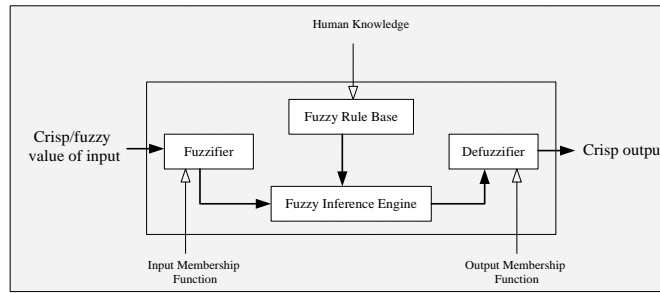 Human Knowledge
Fuzzy Rule Base
Crisp/fuzzy
value of input
Fuzzifier
Defuzzifier
Crisp output
Fuzzy Inference Engine
Input Membership
Function
Output Membership
Function